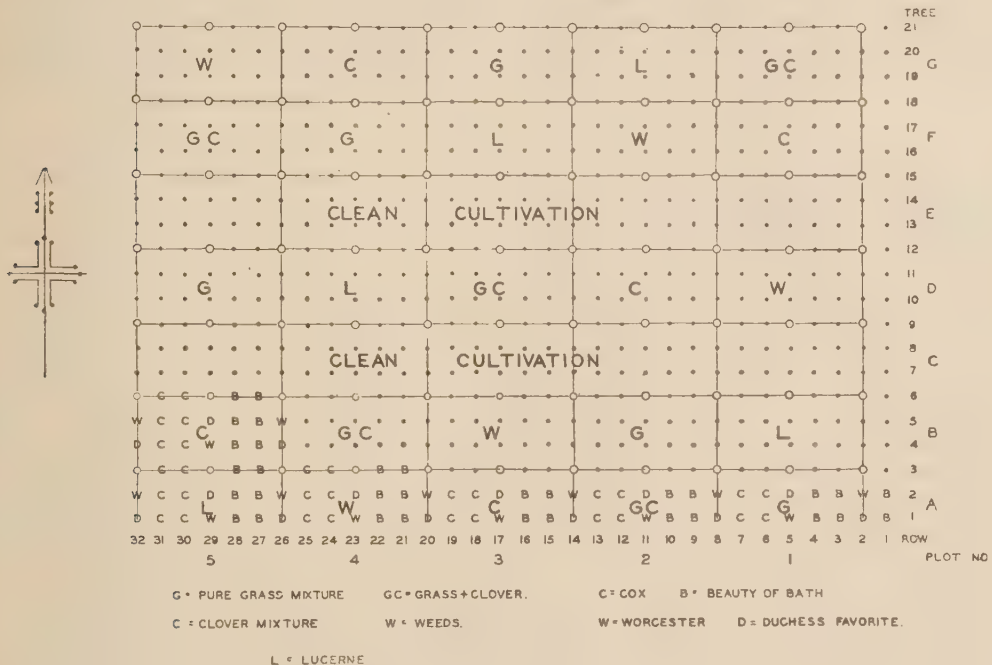 TREE
21
20
W C G L GC G
19
18
17
GC G L W C F
16
15
14
CLEAN CULTIVATION E
13
12
11
G L GC C W D
10
9
8
CLEAN CULTIVATION C
7
C C B B 6
W C C D B B W 5
C GC W G L B
D C C W B B D 4
C C B B C C B B 3
W C C D B B W C C D B B W C C D B B W C C D B B W C C D B B W B 2
L W C GC G A
D C C W B B D C C W B B D C C W B B D C C W B B D C C W B B D B 1
32 31 30 29 28 27 26 25 24 23 22 21 20 19 18 17 16 15 14 13 12 11 10 9 8 7 6 5 4 3 2 1 ROW
5 4 3 2 1 PLOT NO
G = PURE GRASS MIXTURE GC = GRASS + CLOVER. C = COX B = BEAUTY OF BATH
C = CLOVER MIXTURE W = WEEDS. W = WORCESTER D = DUCHESS FAVORITE.
L = LUCERNE